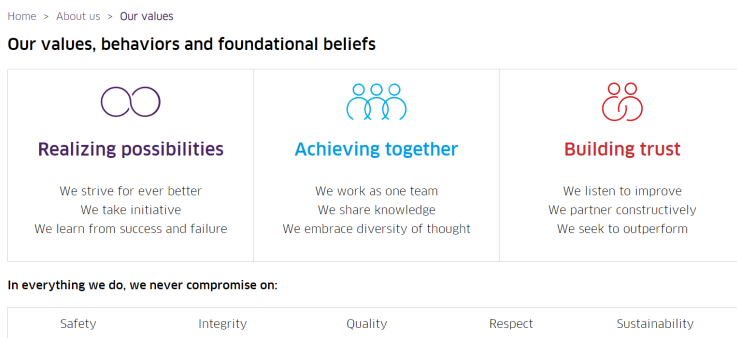 Home > About us > Our values
Our values, behaviors and foundational beliefs
Realizing possibilities
We strive for ever better
We take initiative
We learn from success and failure
Achieving together
We work as one team
We share knowledge
We embrace diversity of thought
Building trust
We listen to improve
We partner constructively
We seek to outperform
In everything we do, we never compromise on:
Safety Integrity Quality Respect Sustainability